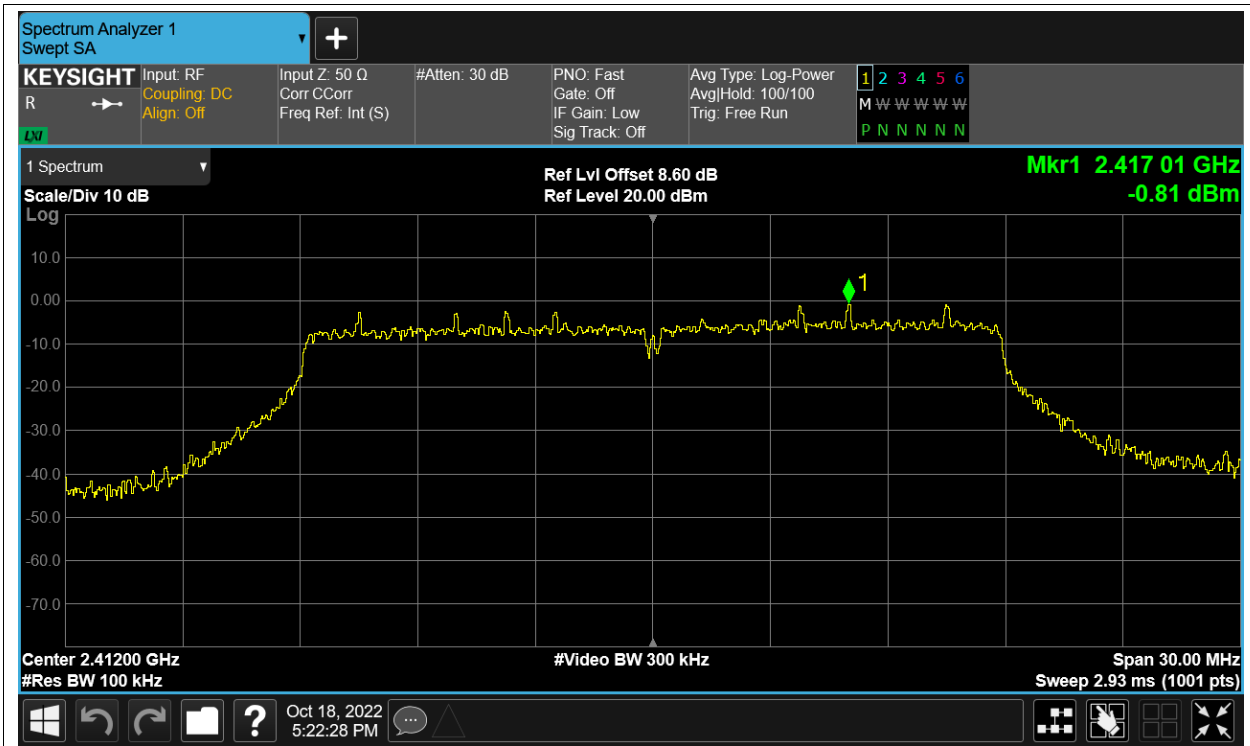 Spectrum Analyzer 1
Swept SA
KEYSIGHT
R
LXI
Input: RF
Coupling: DC
Align: Off
Input Z: 50 Ω
Corr CCorr
Freq Ref: Int (S)
#Atten: 30 dB
PNO: Fast
Gate: Off
IF Gain: Low
Sig Track: Off
Avg Type: Log-Power
Avg|Hold: 100/100
Trig: Free Run
1 2 3 4 5 6
M W W W W W
P N N N N N
1 Spectrum
Scale/Div 10 dB
Ref Lvl Offset 8.60 dB
Ref Level 20.00 dBm
Mkr1 2.417 01 GHz
-0.81 dBm
Log
10.0
0.00
-10.0
-20.0
-30.0
-40.0
-50.0
-60.0
-70.0
1
Center 2.41200 GHz
#Video BW 300 kHz
Span 30.00 MHz
#Res BW 100 kHz
Sweep 2.93 ms (1001 pts)
?
Oct 18, 2022
5:22:28 PM